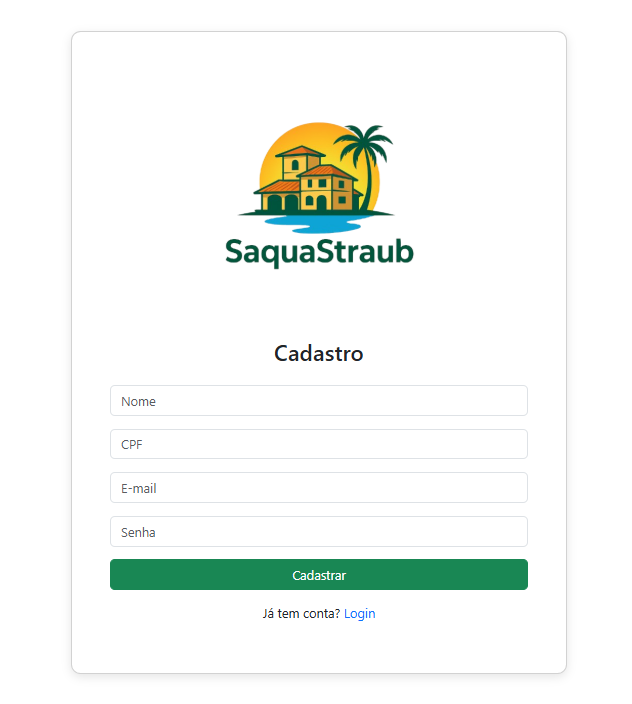 SaquaStraub
Cadastro
Nome
CPF
E-mail
Senha
Cadastrar
Já tem conta? Login